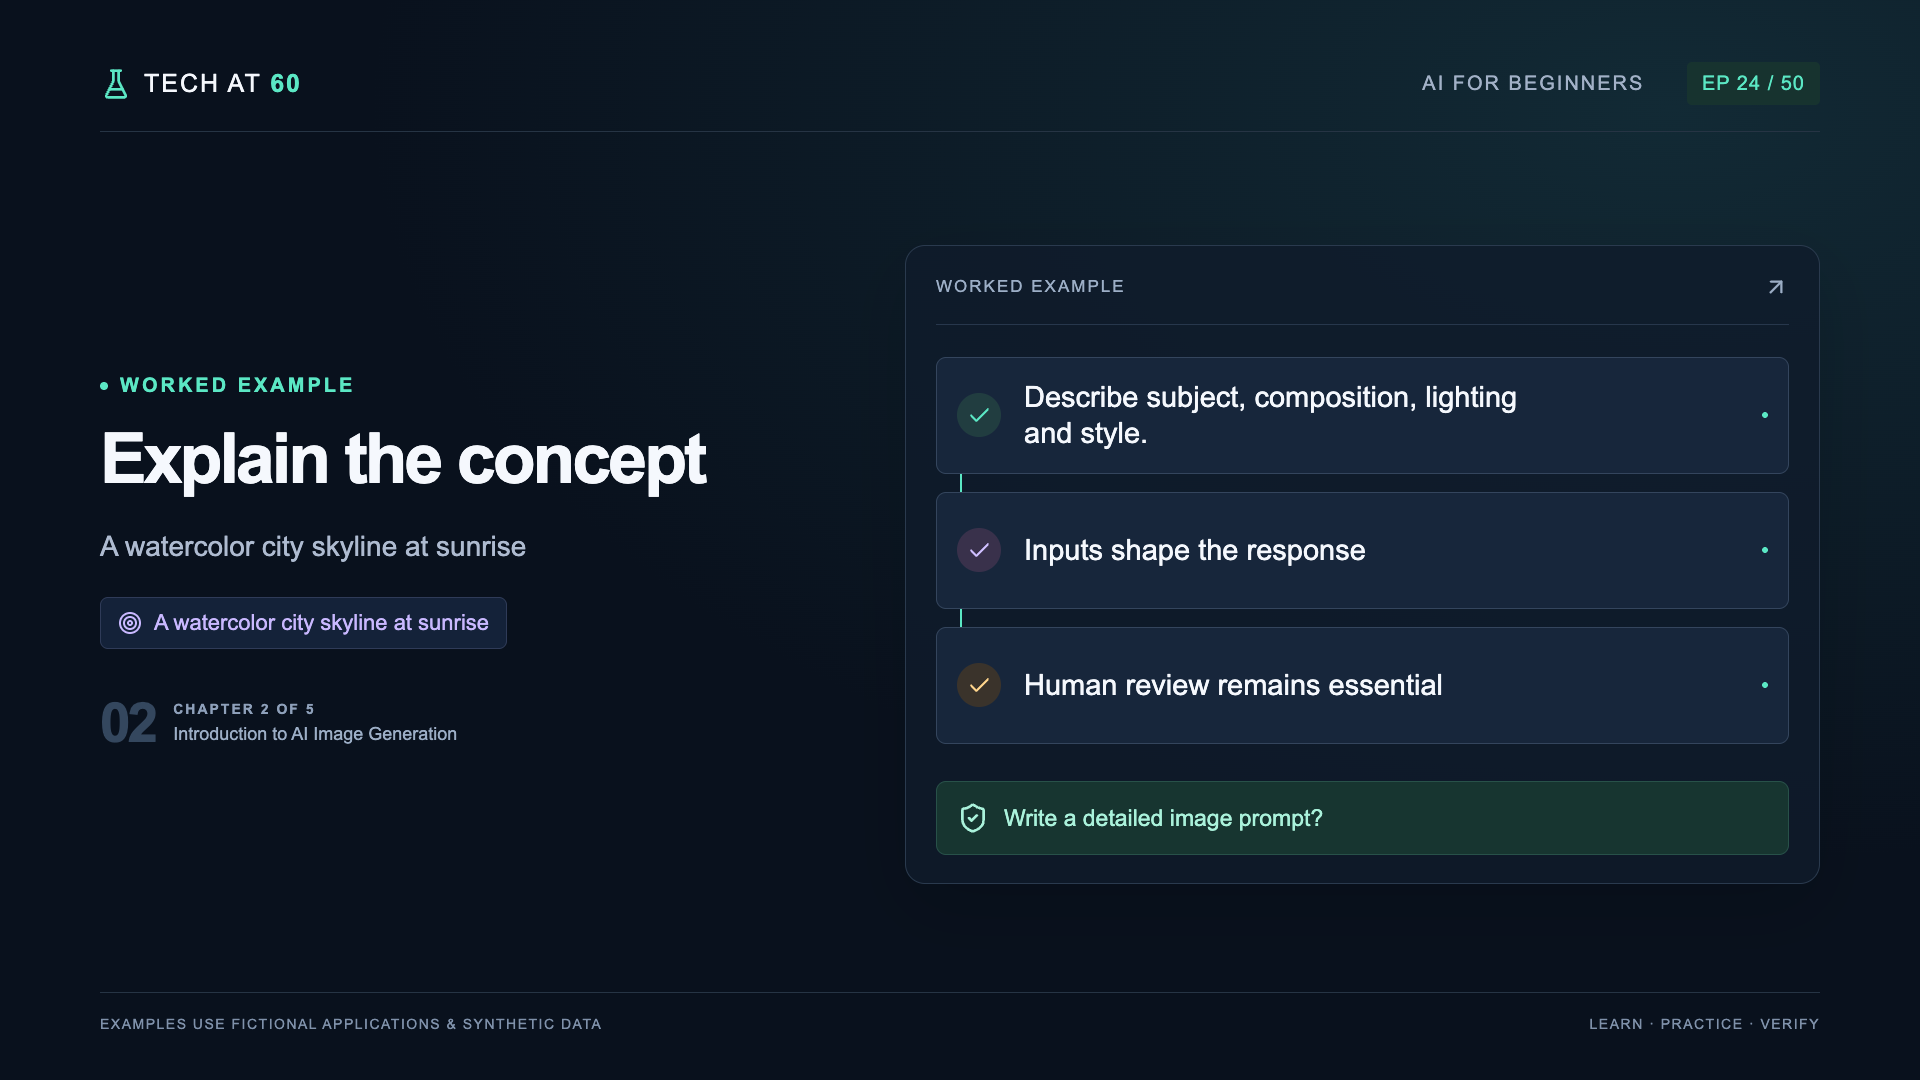 TECH AT 60
AI FOR BEGINNERS
EP 24 / 50
WORKED EXAMPLE
Explain the concept
A watercolor city skyline at sunrise
A watercolor city skyline at sunrise
02
CHAPTER 2 OF 5
Introduction to AI Image Generation
WORKED EXAMPLE
Describe subject, composition, lighting
and style.
Inputs shape the response
Human review remains essential
Write a detailed image prompt?
EXAMPLES USE FICTIONAL APPLICATIONS & SYNTHETIC DATA
LEARN · PRACTICE · VERIFY